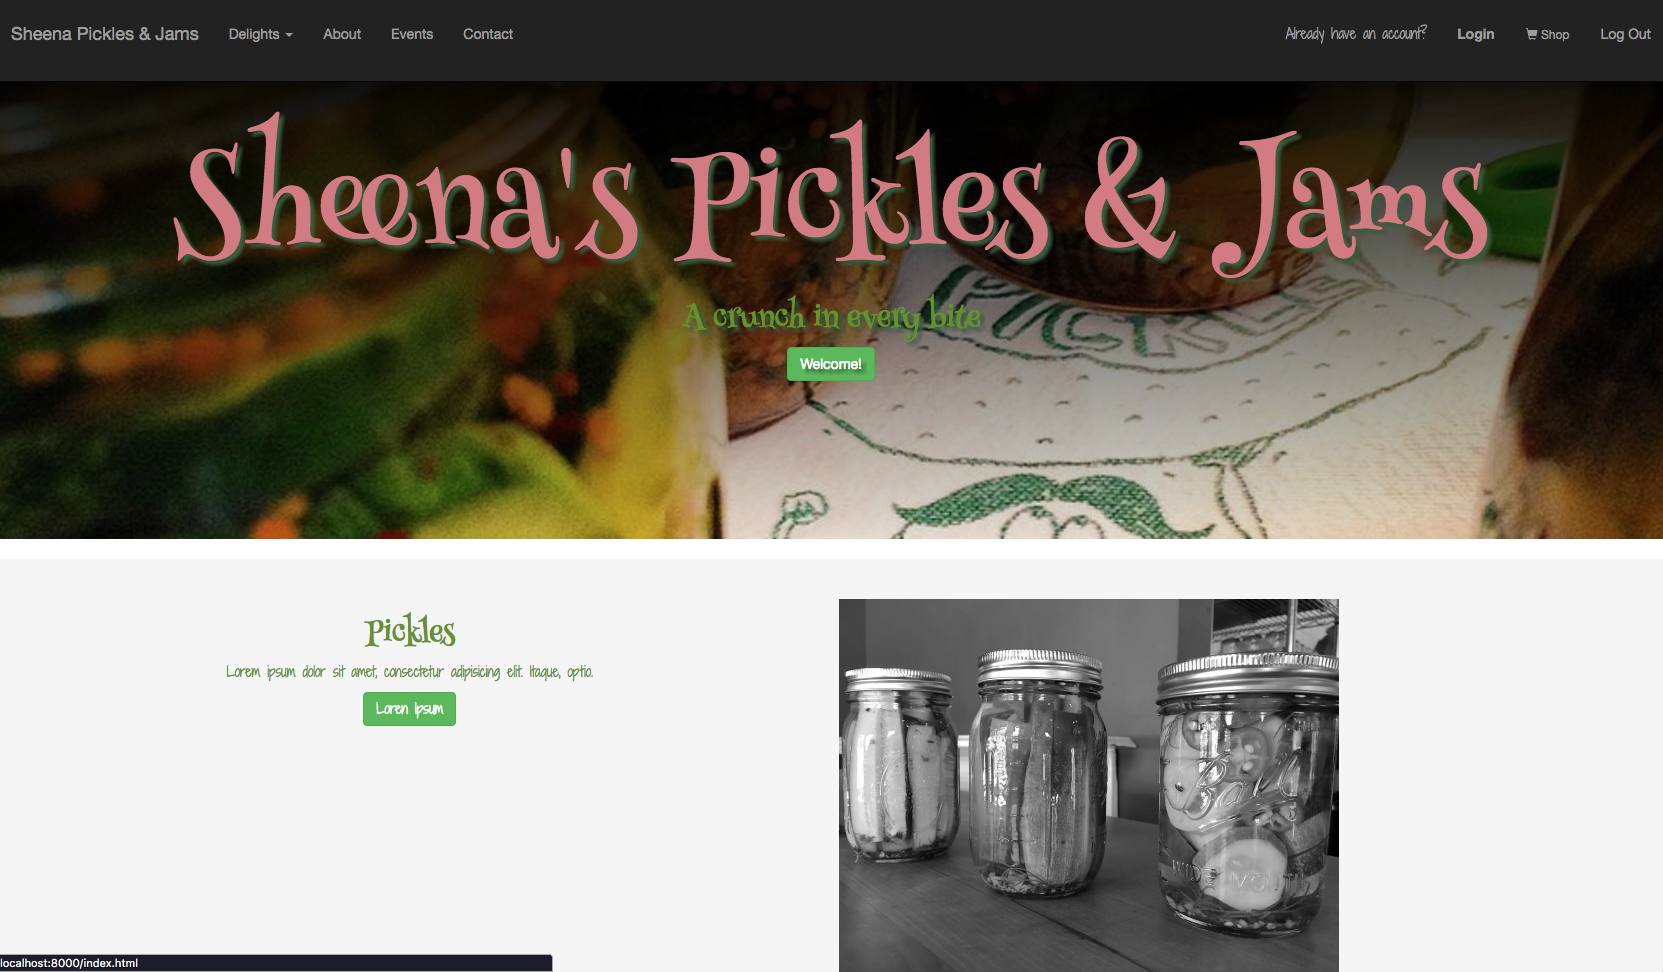 Sheena Pickles & Jams Delights About Events Contact Already have an account? Login Shop Log Out
Sheena's Pickles & Jams
A crunch in every bite
Welcome!
Pickles
Lorem ipsum dolor sit amet, consectetur adipisicing elit. Itaque, optio.
Loren Ipsum
Ball
WIDE MOUTH
localhost:8000/index.html